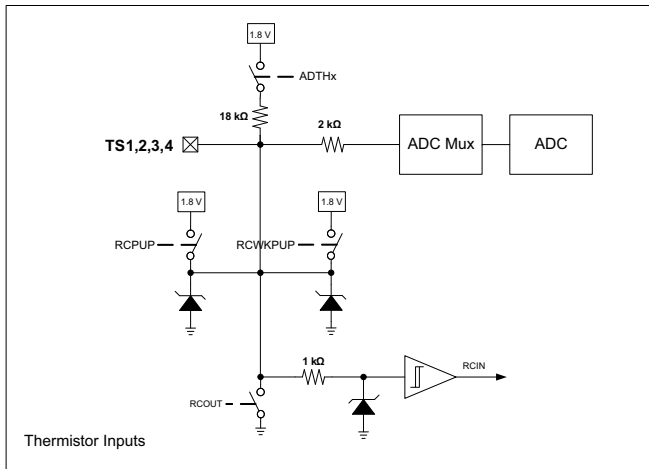 1.8 V
ADTHx
18 kΩ
2 kΩ
TS1,2,3,4
ADC Mux
ADC
1.8 V
1.8 V
RCPUP
RCWKPUP
1 kΩ
RCIN
RCOUT
Thermistor Inputs